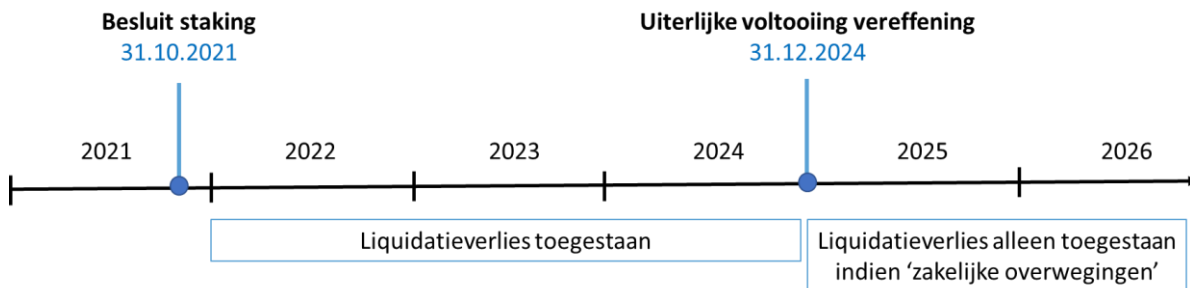 Besluit staking
31.10.2021
Uiterlijke voltooiing vereffening
31.12.2024
2021
2022
2023
2024
2025
2026
Liquidatieverlies toegestaan
Liquidatieverlies alleen toegestaan
indien ‘zakelijke overwegingen’